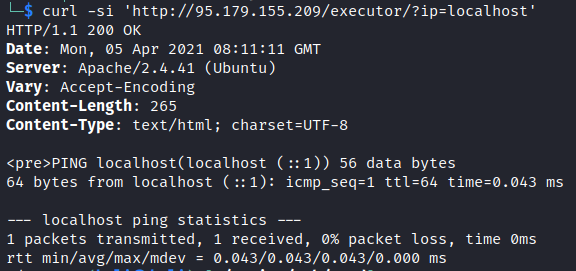 └─$ curl -si 'http://95.179.155.209/executor/?ip=localhost'
HTTP/1.1 200 OK
Date: Mon, 05 Apr 2021 08:11:11 GMT
Server: Apache/2.4.41 (Ubuntu)
Vary: Accept-Encoding
Content-Length: 265
Content-Type: text/html; charset=UTF-8
<pre>PING localhost(localhost (::1)) 56 data bytes
64 bytes from localhost (::1): icmp_seq=1 ttl=64 time=0.043 ms
--- localhost ping statistics ---
1 packets transmitted, 1 received, 0% packet loss, time 0ms
rtt min/avg/max/mdev = 0.043/0.043/0.043/0.000 ms